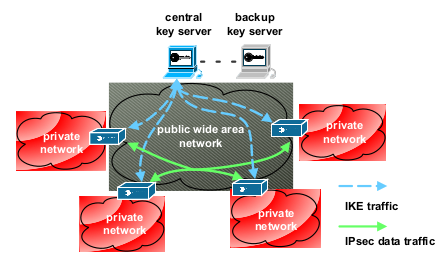 central
key server
backup
key server
private
network
public wide area
network
private
network
private
network
private
network
IKE traffic
IPsec data traffic